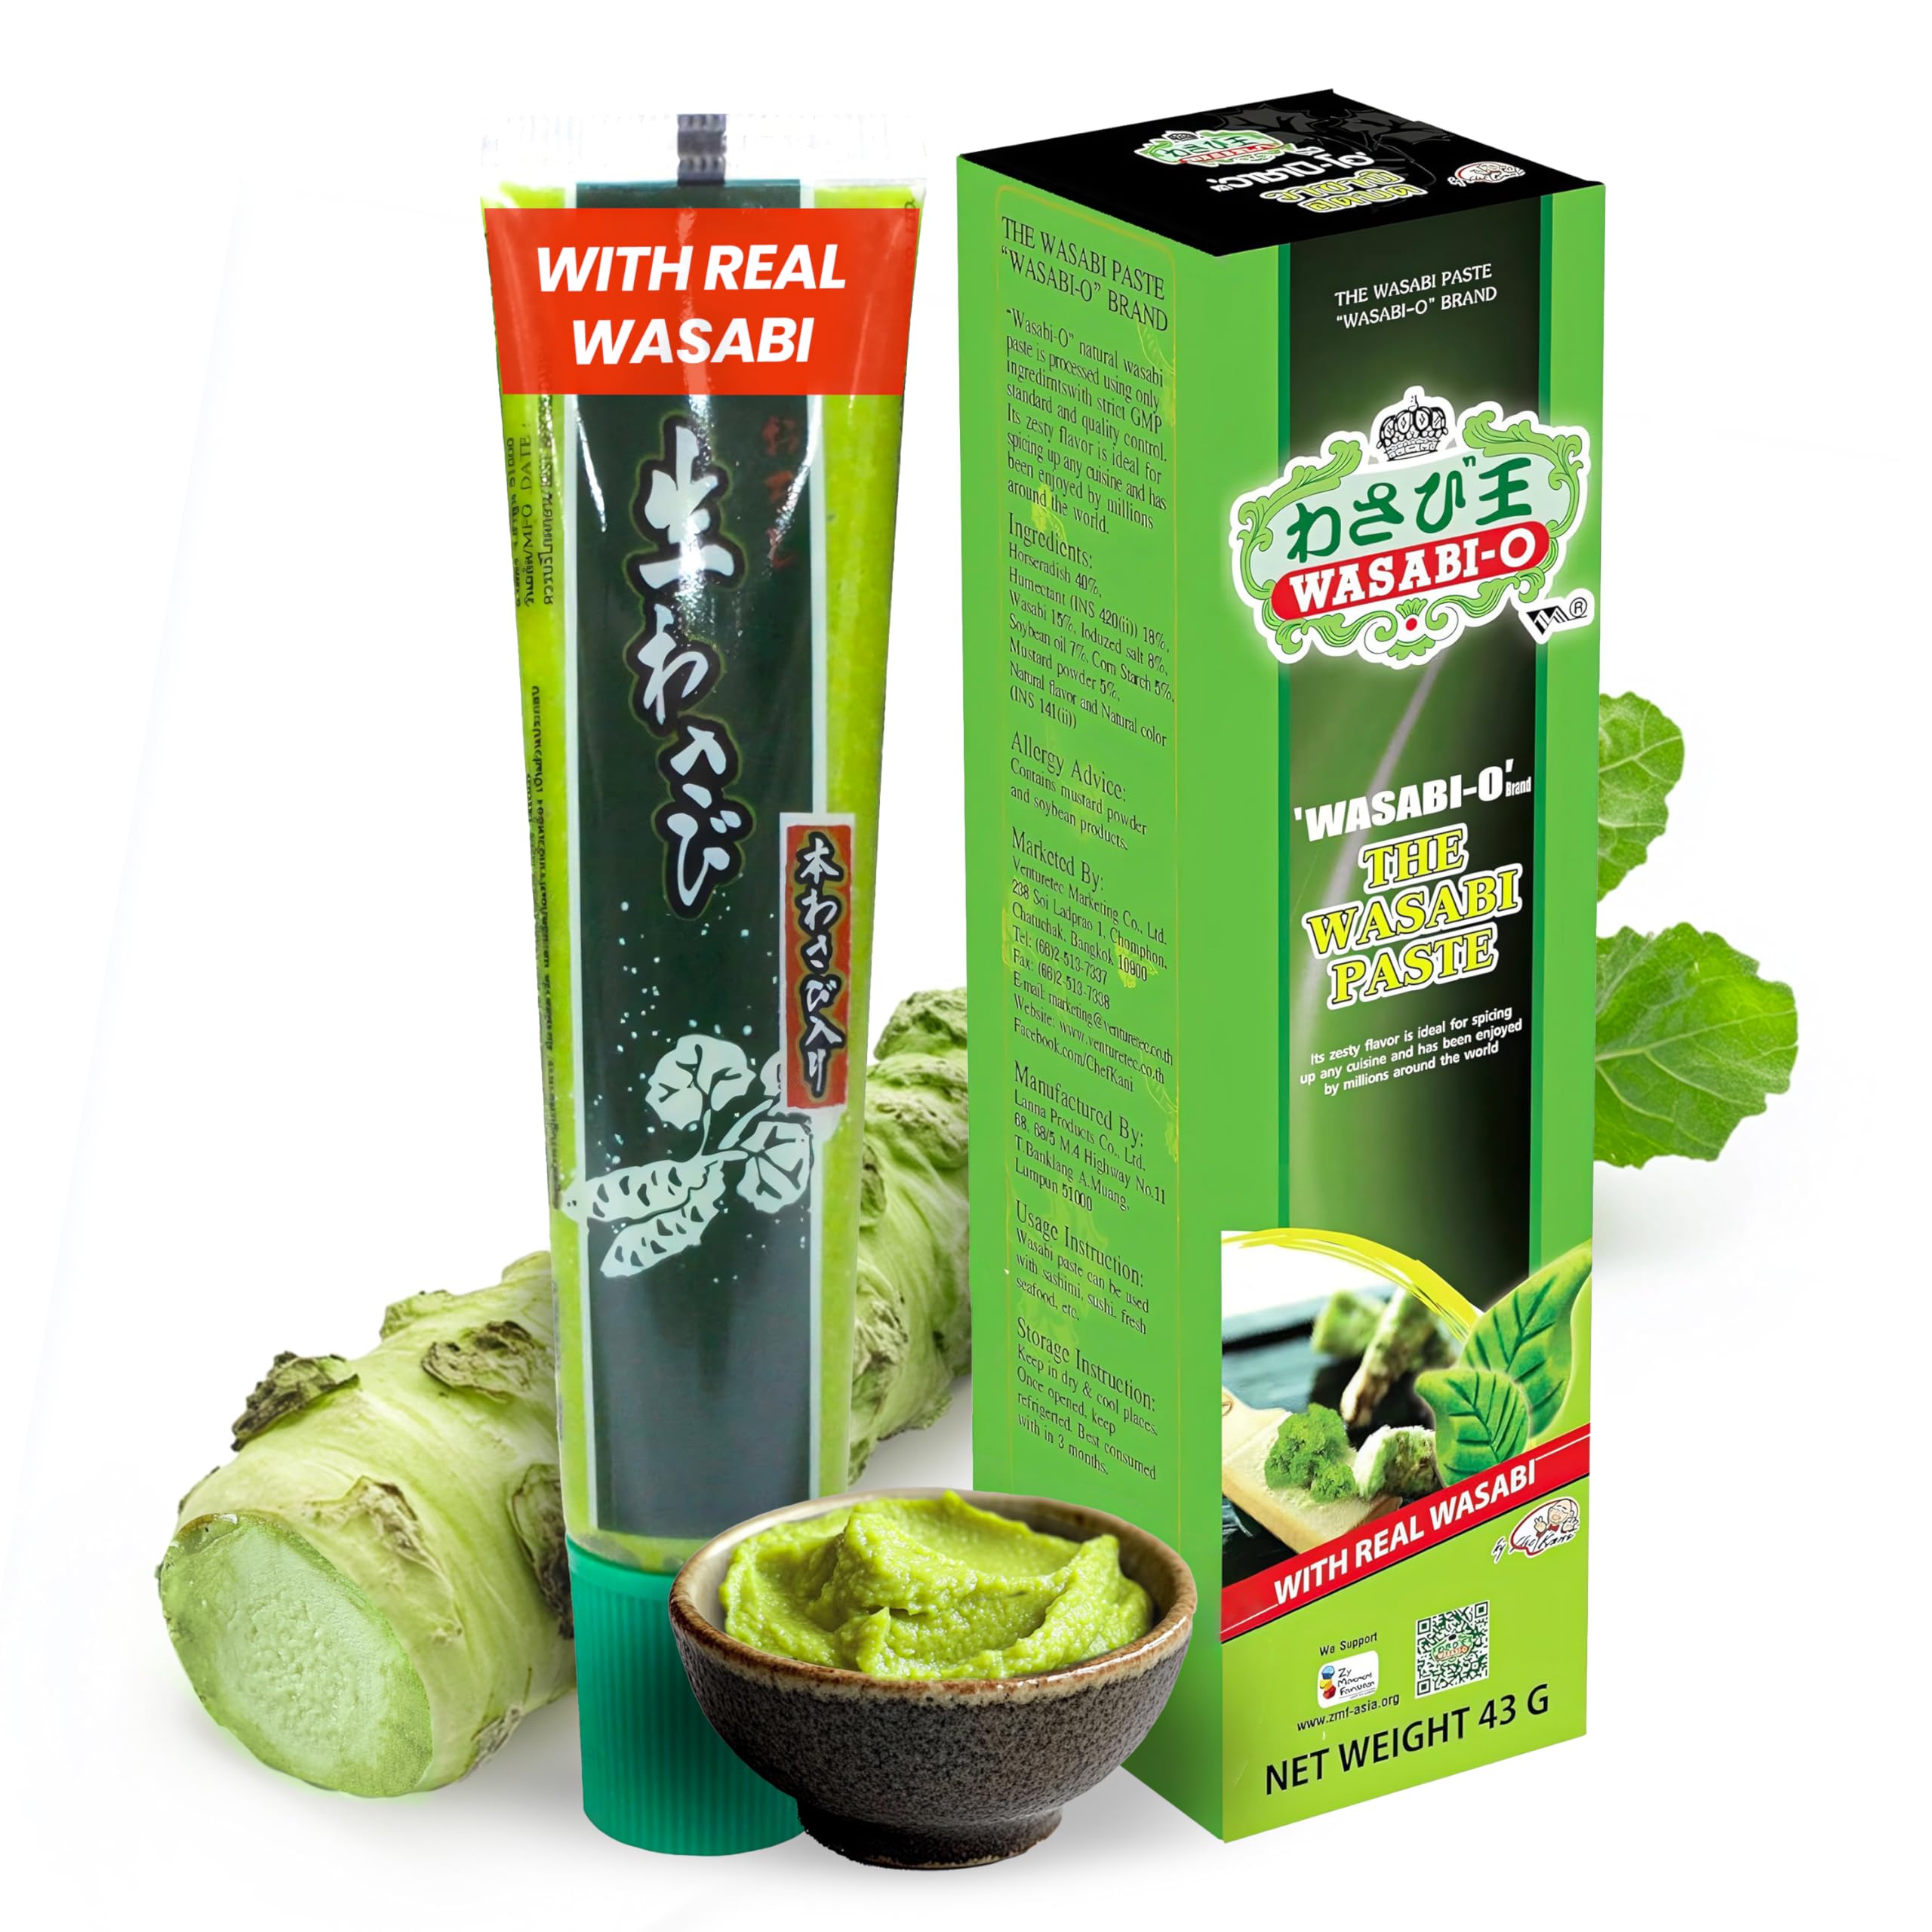 WITH REAL
WASABI
おろし
生わさび
本わさび入り
THE WASABI PASTE
"WASABI-O" BRAND
"Wasabi-O" natural wasabi
paste is processed using only
ingredirntswith strict GMP
standard and quality control.
Its zesty flavor is ideal for
spicing up any cuisine and has
been enjoyed by millions
around the world.
Ingredients:
Horseradish 40%,
Humectant (INS 420(ii)) 18%,
Wasabi 15%, Ioduzed salt 8%,
Soybean oil 7%, Corn Starch 5%,
Mustard powder 5%,
Natural flavor and Natural color
(INS 141(ii))
Allergy Advice:
Contains mustard powder
and soybean products.
Marketed By:
Venturetec Marketing Co., Ltd.
238 Soi Ladprao 1, Chomphon,
Chatuchak, Bangkok 10900
Tel: (66)2-513-7337
Fax: (66)2-513-7338
E-mail: marketing@venturetec.co.th
Website: www.venturetec.co.th
Facebook.com/ChefKani
Manufactured By:
Lanna Products Co., Ltd.
68, 68/5 M.4 Highway No.11
T.Banklang A.Muang,
Lumpun 51000
Usage Instruction:
Wasabi paste can be used
with sashimi, sushi, fresh
seafood, etc.
Storage Instruction:
Keep in dry & cool places.
Once opened, keep
refrigerted. Best consumed
with in 3 months.
THE WASABI PASTE
"WASABI-O" BRAND
わさび王
WASABI-O
®
'WASABI-O' Brand
THE
WASABI
PASTE
Its zesty flavor is ideal for spicing
up any cuisine and has been enjoyed
by millions around the world
WITH REAL WASABI
by Chef Kani
We Support
Zy
Movement
Foundation
www.zmf-asia.org
NET WEIGHT 43 G